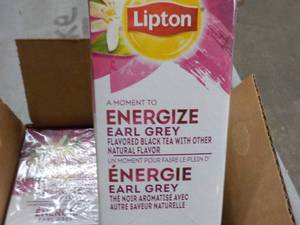 Lipton
A MOMENT TO
ENERGIZE
EARL GREY
FLAVORED BLACK TEA WITH OTHER
NATURAL FLAVOR
UN MOMENT POUR FAIRE LE PLEIN D'
ÉNERGIE
EARL GREY
THÉ NOIR AROMATISÉ AVEC
AUTRE SAVEUR NATURELLE